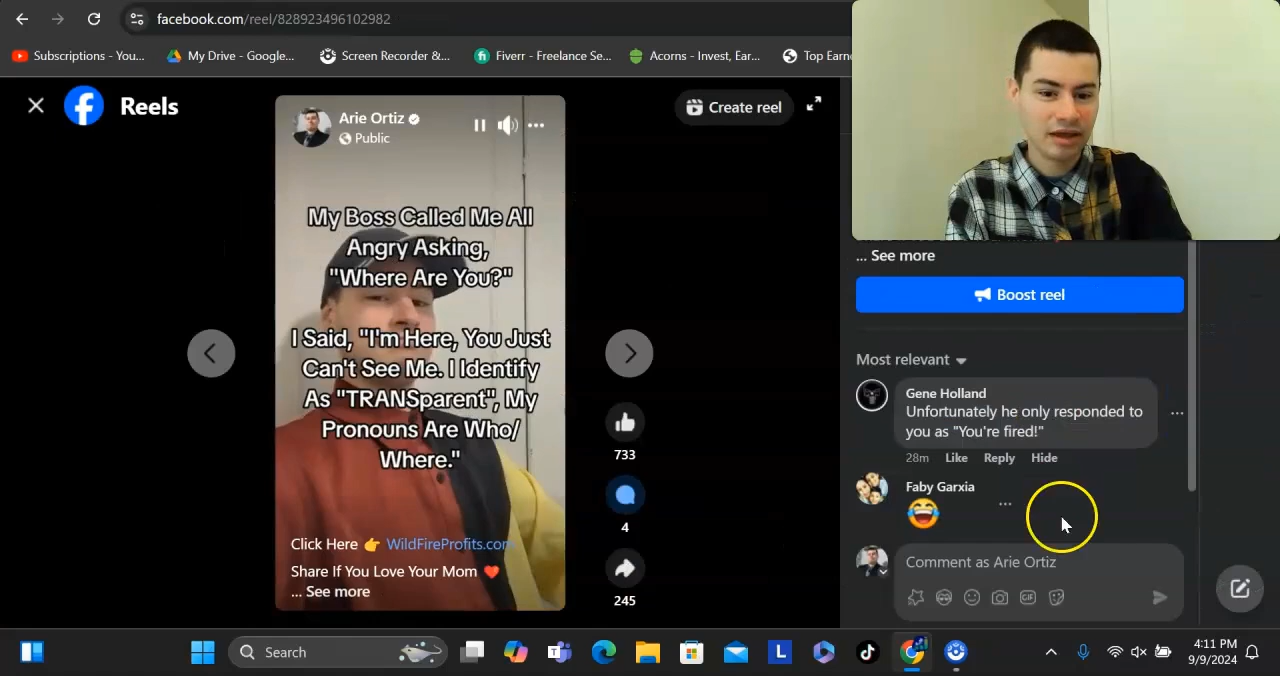 facebook.com/reel/828923496102982
Subscriptions - You...
My Drive - Google...
Screen Recorder &...
Fiverr - Freelance Se...
Acorns - Invest, Ear...
Top Earn
Reels
Arie Ortiz
Public
Create reel
My Boss Called Me All
Angry Asking,
"Where Are You?"
I Said, "I'm Here, You Just
Can't See Me. I Identify
As "TRANSparent", My
Pronouns Are Who/
Where."
Click Here 👉 WildFireProfits.com
Share If You Love Your Mom ❤️
... See more
733
4
245
... See more
Boost reel
Most relevant
Gene Holland
Unfortunately he only responded to
you as "You're fired!"
28m Like Reply Hide
Faby Garxia
😂
Comment as Arie Ortiz
GIF
Search
4:11 PM
9/9/2024